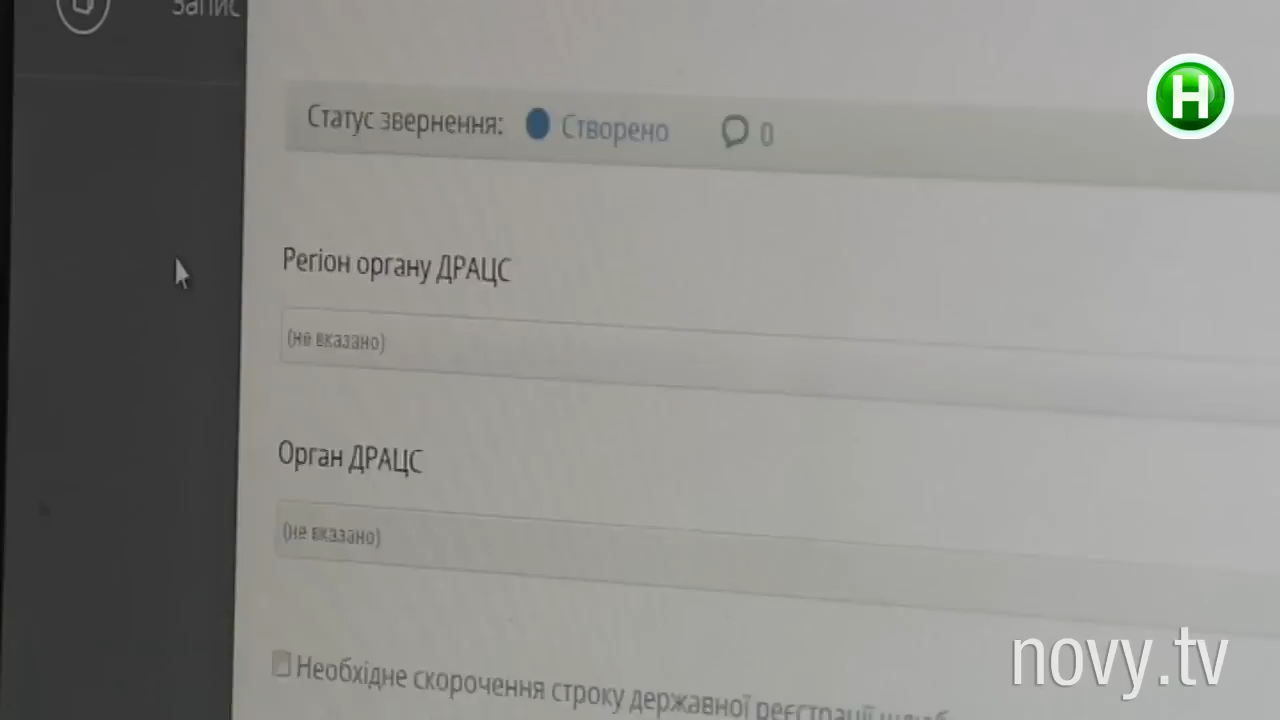 Запис
Статус звернення: Створено 0
Н
Регіон органу ДРАЦС
(не вказано)
Орган ДРАЦС
(не вказано)
Необхідне скорочення строку державної реєстрації
novy.tv